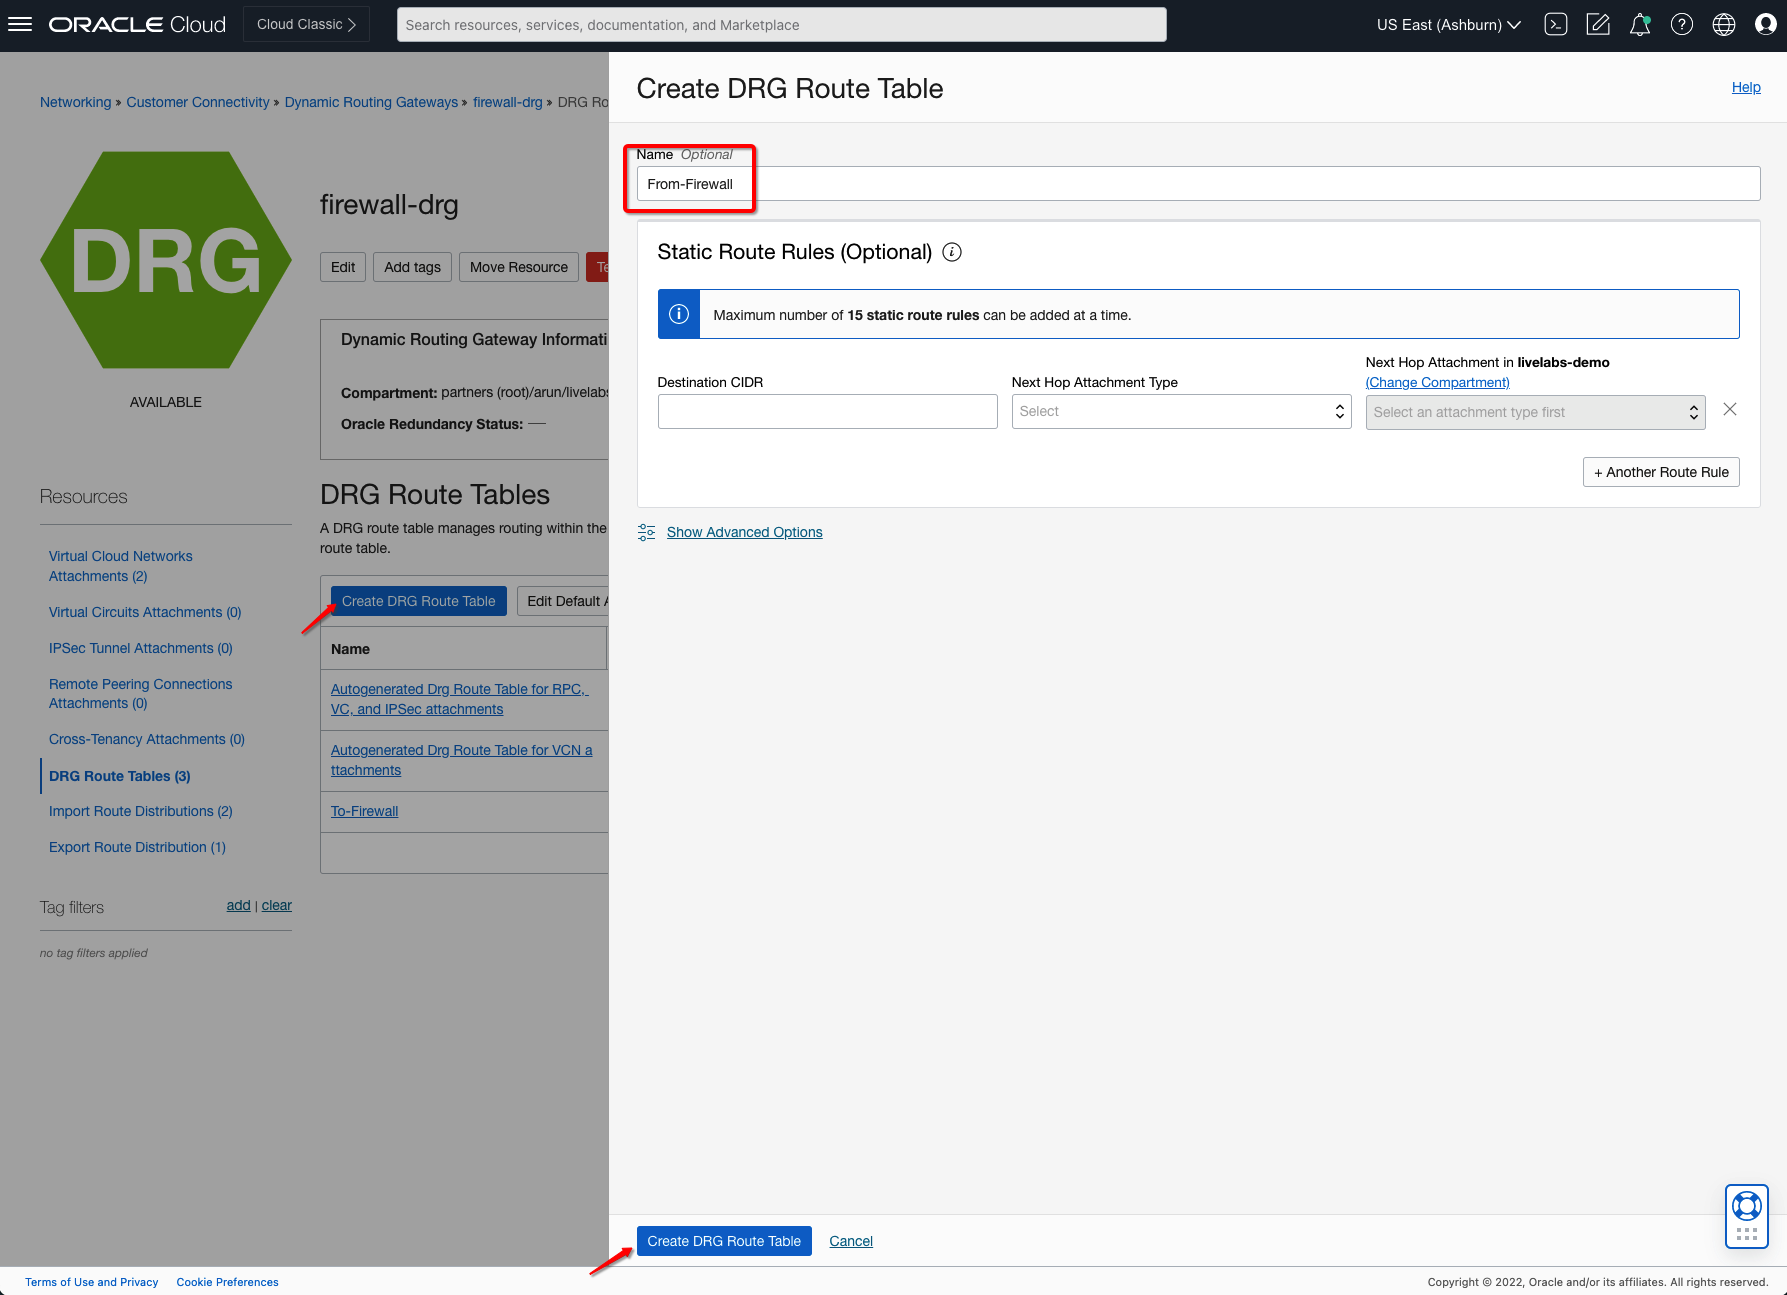 ORACLE Cloud
Cloud Classic
Search resources, services, documentation, and Marketplace
US East (Ashburn)
Networking » Customer Connectivity » Dynamic Routing Gateways » firewall-drg » DRG Ro
DRG
AVAILABLE
firewall-drg
Edit
Add tags
Move Resource
Te
Dynamic Routing Gateway Informati
Compartment: partners (root)/arun/livelabs
Oracle Redundancy Status: —
Resources
Virtual Cloud Networks
Attachments (2)
Virtual Circuits Attachments (0)
IPSec Tunnel Attachments (0)
Remote Peering Connections
Attachments (0)
Cross-Tenancy Attachments (0)
DRG Route Tables (3)
Import Route Distributions (2)
Export Route Distribution (1)
Tag filters
add | clear
no tag filters applied
DRG Route Tables
A DRG route table manages routing within the
route table.
Create DRG Route Table
Edit Default A
Name
Autogenerated Drg Route Table for RPC,
VC, and IPSec attachments
Autogenerated Drg Route Table for VCN a
ttachments
To-Firewall
Create DRG Route Table
Help
Name Optional
From-Firewall
Static Route Rules (Optional)
Maximum number of 15 static route rules can be added at a time.
Destination CIDR
Next Hop Attachment Type
Select
Next Hop Attachment in livelabs-demo
(Change Compartment)
Select an attachment type first
+ Another Route Rule
Show Advanced Options
Create DRG Route Table
Cancel
Terms of Use and Privacy
Cookie Preferences
Copyright © 2022, Oracle and/or its affiliates. All rights reserved.